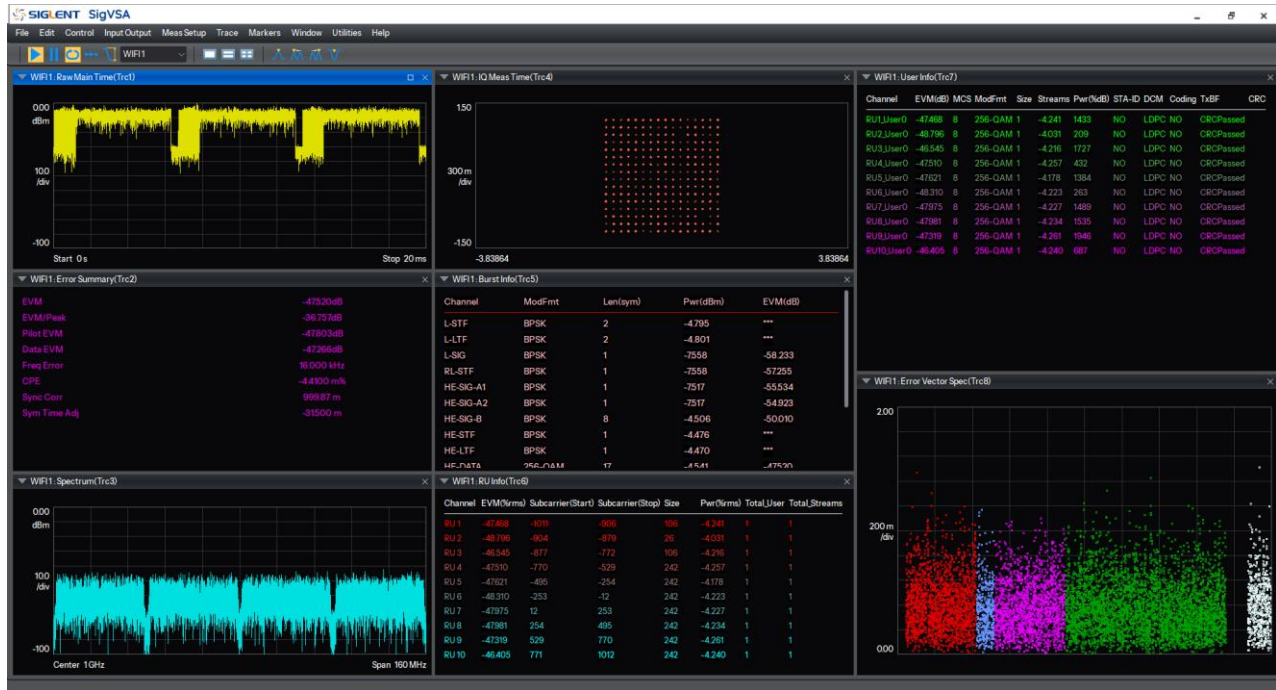 SIGLENT SigVSA
File Edit Control Input Output Meas Setup Trace Markers Window Utilities Help
WIFI1
WIFI1: Raw Main Time(Trc1)
0.00
dBm
10.0
/div
-100
Start 0 s Stop 20 ms
WIFI1: Error Summary(Trc2)
EVM -47.520dB
EVM/Peak -36.757dB
Pilot EVM -47.803dB
Data EVM -47.266dB
Freq Error 16.000 kHz
CPE -4.4100 m%
Sync Corr 999.87 m
Sym Time Adj -31.500 m
WIFI1: Spectrum(Trc3)
0.00
dBm
10.0
/div
-100
Center 1 GHz Span 160 MHz
WIFI1: IQ Meas Time(Trc4)
1.50
300 m
/div
-1.50
-3.83864 3.83864
WIFI1: Burst Info(Trc5)
Channel ModFmt Len(sym) Pwr(dBm) EVM(dB)
L-STF BPSK 2 -4.795 ***
L-LTF BPSK 2 -4.801 ***
L-SIG BPSK 1 -7.558 -58.233
RL-STF BPSK 1 -7.558 -57.255
HE-SIG-A1 BPSK 1 -7.517 -55.534
HE-SIG-A2 BPSK 1 -7.517 -54.923
HE-SIG-B BPSK 8 -4.506 -50.010
HE-STF BPSK 1 -4.476 ***
HE-LTF BPSK 1 -4.470 ***
HE-DATA 256-QAM 17 -4.541 -47.520
WIFI1: RU Info(Trc6)
Channel EVM(%rms) Subcarrier(Start) Subcarrier(Stop) Size Pwr(%rms) Total_User Total_Streams
RU 1 -47.468 -1011 -906 106 -4.241 1 1
RU 2 -48.796 -904 -879 26 -4.031 1 1
RU 3 -46.545 -877 -772 106 -4.216 1 1
RU 4 -47.510 -770 -529 242 -4.257 1 1
RU 5 -47.621 -495 -254 242 -4.178 1 1
RU 6 -48.310 -253 -12 242 -4.223 1 1
RU 7 -47.975 12 253 242 -4.227 1 1
RU 8 -47.981 254 495 242 -4.234 1 1
RU 9 -47.319 529 770 242 -4.261 1 1
RU 10 -46.405 771 1012 242 -4.240 1 1
WIFI1: User Info(Trc7)
Channel EVM(dB) MCS ModFmt Size Streams Pwr(%dB) STA-ID DCM Coding TxBF CRC
RU1_User0 -47.468 8 256-QAM 1 -4.241 1433 NO LDPC NO CRCPassed
RU2_User0 -48.796 8 256-QAM 1 -4.031 209 NO LDPC NO CRCPassed
RU3_User0 -46.545 8 256-QAM 1 -4.216 1727 NO LDPC NO CRCPassed
RU4_User0 -47.510 8 256-QAM 1 -4.257 432 NO LDPC NO CRCPassed
RU5_User0 -47.621 8 256-QAM 1 -4.178 1384 NO LDPC NO CRCPassed
RU6_User0 -48.310 8 256-QAM 1 -4.223 263 NO LDPC NO CRCPassed
RU7_User0 -47.975 8 256-QAM 1 -4.227 1489 NO LDPC NO CRCPassed
RU8_User0 -47.981 8 256-QAM 1 -4.234 1535 NO LDPC NO CRCPassed
RU9_User0 -47.319 8 256-QAM 1 -4.261 1946 NO LDPC NO CRCPassed
RU10_User0 -46.405 8 256-QAM 1 -4.240 687 NO LDPC NO CRCPassed
WIFI1: Error Vector Spec(Trc8)
2.00
200 m
/div
0.00